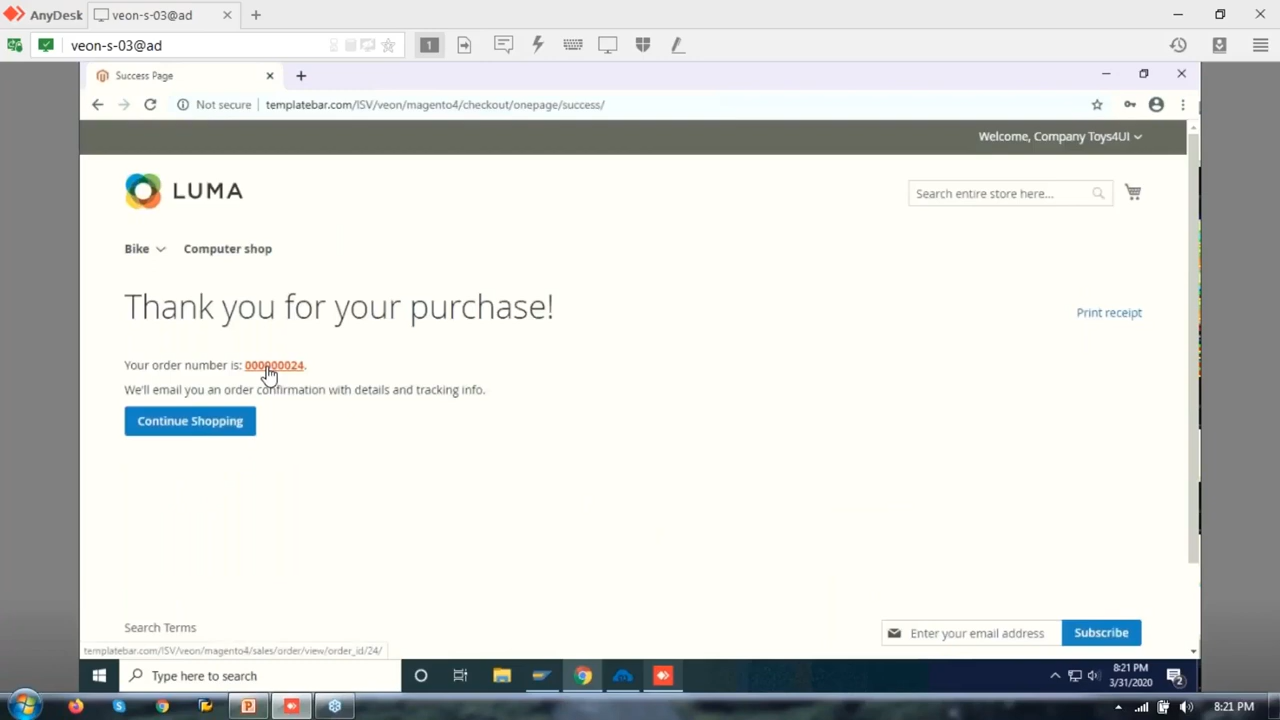 AnyDesk
veon-s-03@ad
veon-s-03@ad
1
Success Page
Not secure
templatebar.com/ISV/veon/magento4/checkout/onepage/success/
Welcome, Company Toys4UI
LUMA
Search entire store here...
Bike
Computer shop
Thank you for your purchase!
Print receipt
Your order number is: 000000024.
We'll email you an order confirmation with details and tracking info.
Continue Shopping
Search Terms
Enter your email address
Subscribe
templatebar.com/ISV/veon/magento4/sales/order/view/order_id/24/
Type here to search
8:21 PM
3/31/2020
2
8:21 PM